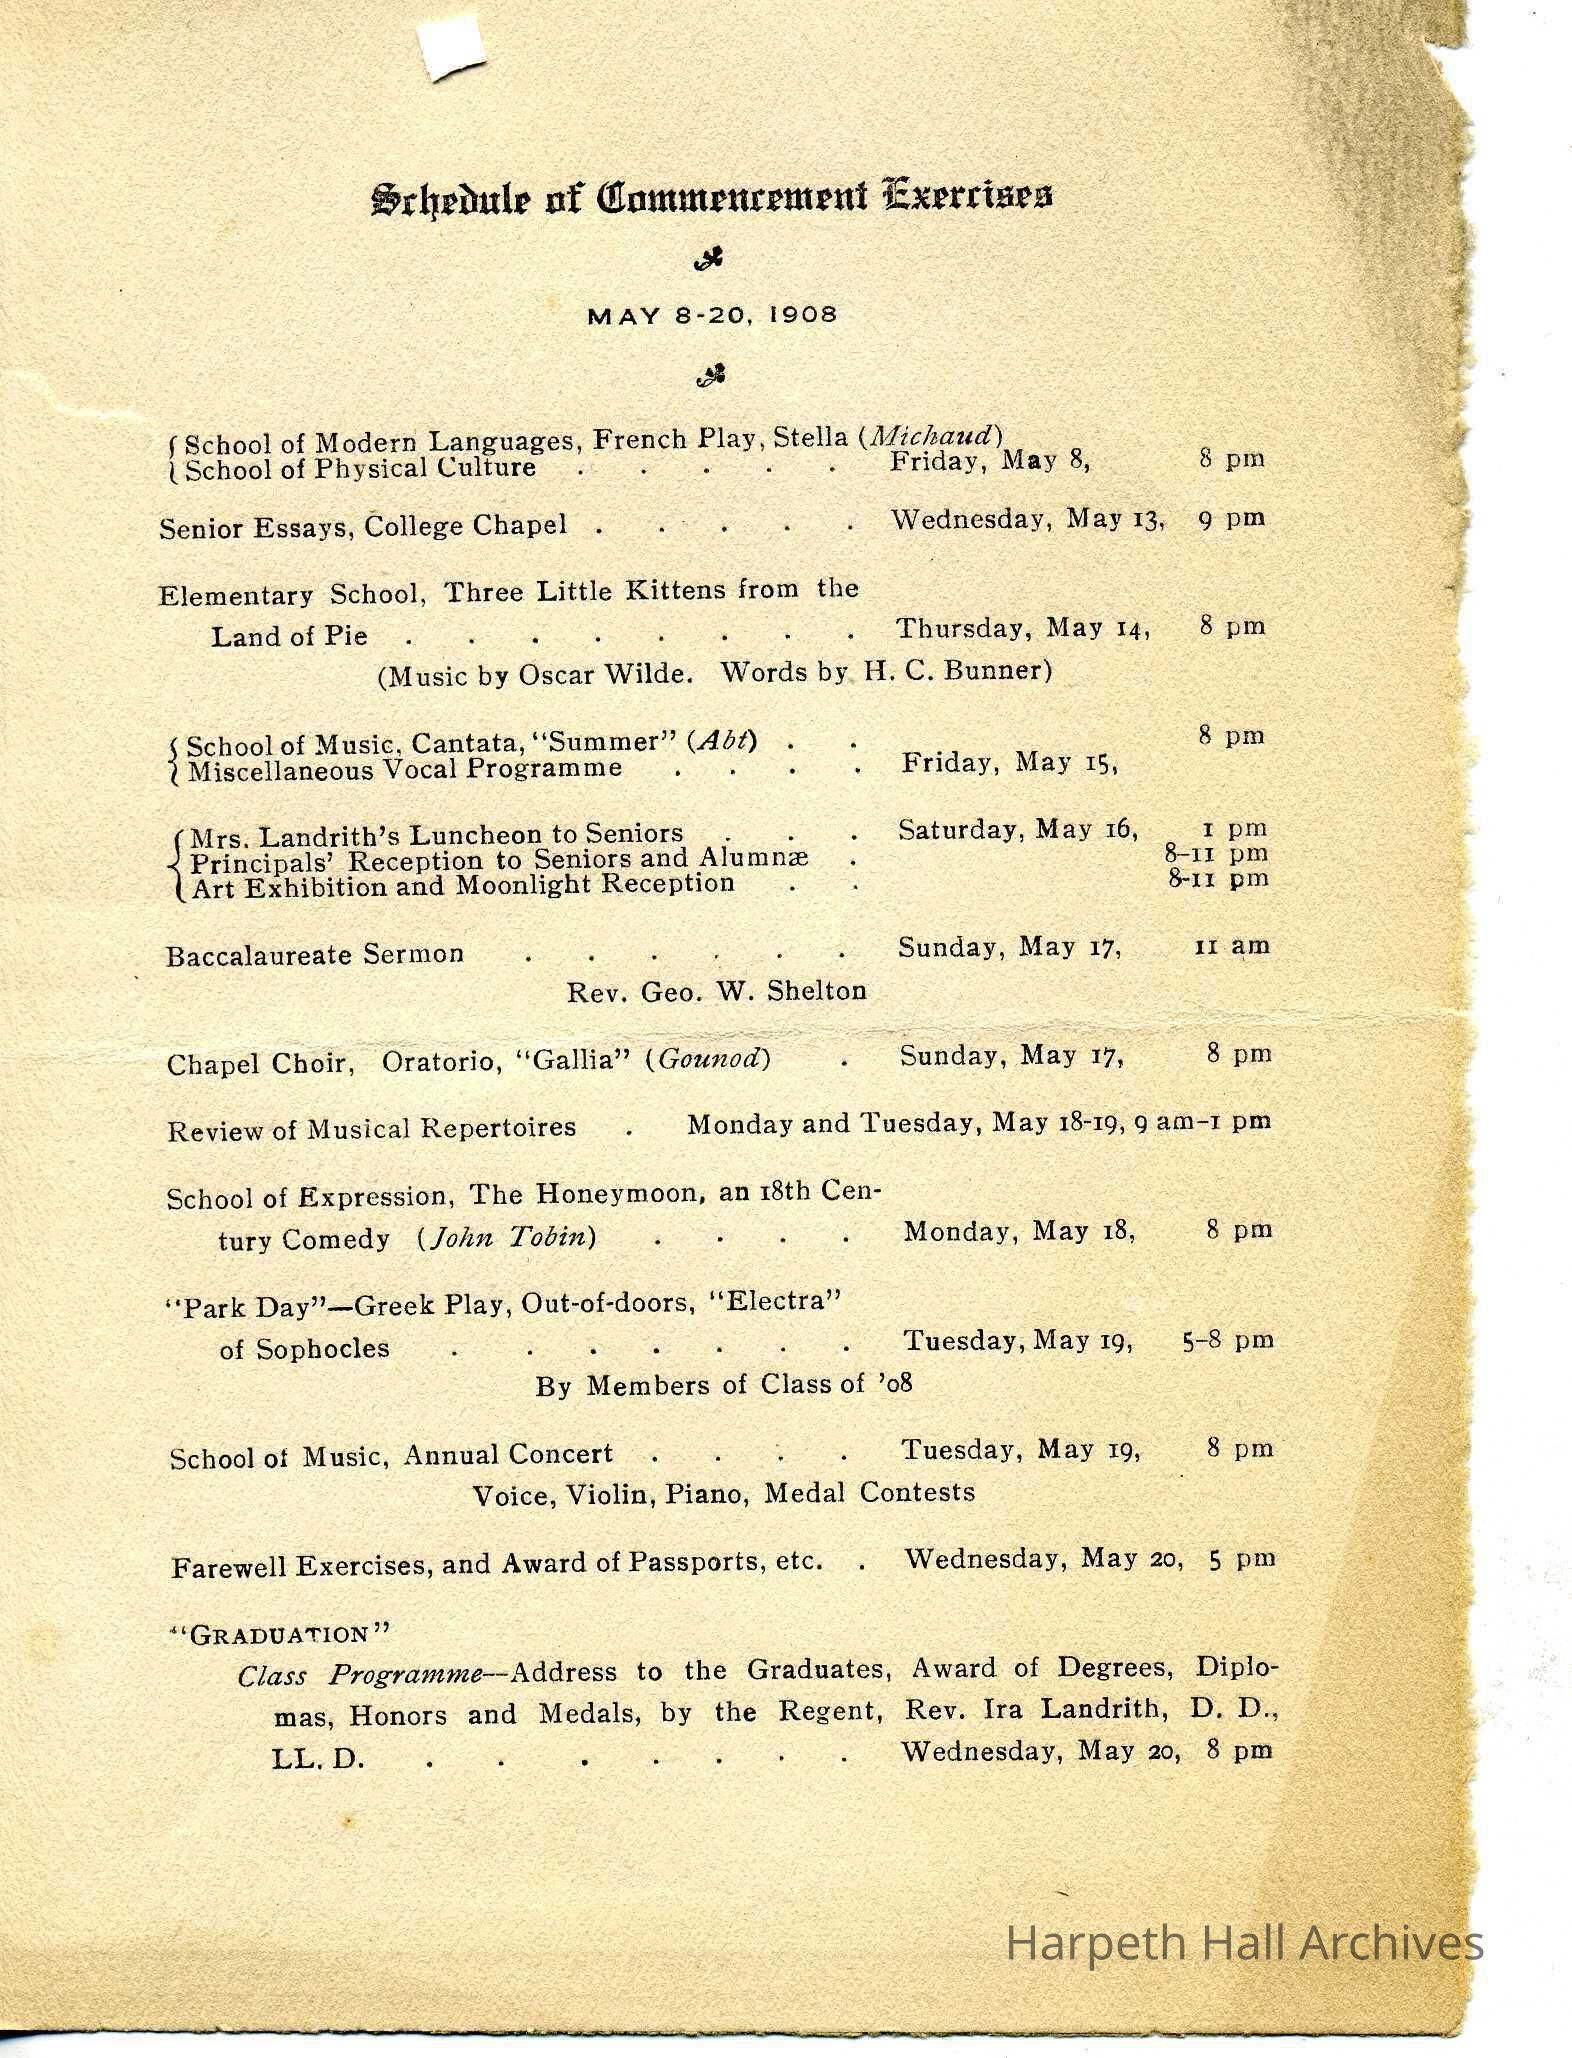 Schedule of Commencement Exercises
MAY 8-20, 1908
School of Modern Languages, French Play, Stella (Michaud)
School of Physical Culture . . . . . Friday, May 8, 8 pm
Senior Essays, College Chapel . . . . . Wednesday, May 13, 9 pm
Elementary School, Three Little Kittens from the
Land of Pie . . . . . . . . Thursday, May 14, 8 pm
(Music by Oscar Wilde. Words by H. C. Bunner)
School of Music, Cantata, "Summer" (Abt) . . 8 pm
Miscellaneous Vocal Programme . . . . Friday, May 15,
Mrs. Landrith's Luncheon to Seniors . . . Saturday, May 16, 1 pm
Principals' Reception to Seniors and Alumnæ . 8-11 pm
Art Exhibition and Moonlight Reception . . 8-11 pm
Baccalaureate Sermon . . . . . . Sunday, May 17, 11 am
Rev. Geo. W. Shelton
Chapel Choir, Oratorio, "Gallia" (Gounod) . Sunday, May 17, 8 pm
Review of Musical Repertoires . Monday and Tuesday, May 18-19, 9 am-1 pm
School of Expression, The Honeymoon, an 18th Cen-
tury Comedy (John Tobin) . . . . Monday, May 18, 8 pm
"Park Day"—Greek Play, Out-of-doors, "Electra"
of Sophocles . . . . . . . Tuesday, May 19, 5-8 pm
By Members of Class of '08
School of Music, Annual Concert . . . . Tuesday, May 19, 8 pm
Voice, Violin, Piano, Medal Contests
Farewell Exercises, and Award of Passports, etc. . Wednesday, May 20, 5 pm
"GRADUATION"
Class Programme—Address to the Graduates, Award of Degrees, Diplo-
mas, Honors and Medals, by the Regent, Rev. Ira Landrith, D. D.,
LL. D. . . . . . . . Wednesday, May 20, 8 pm
Harpeth Hall Archives